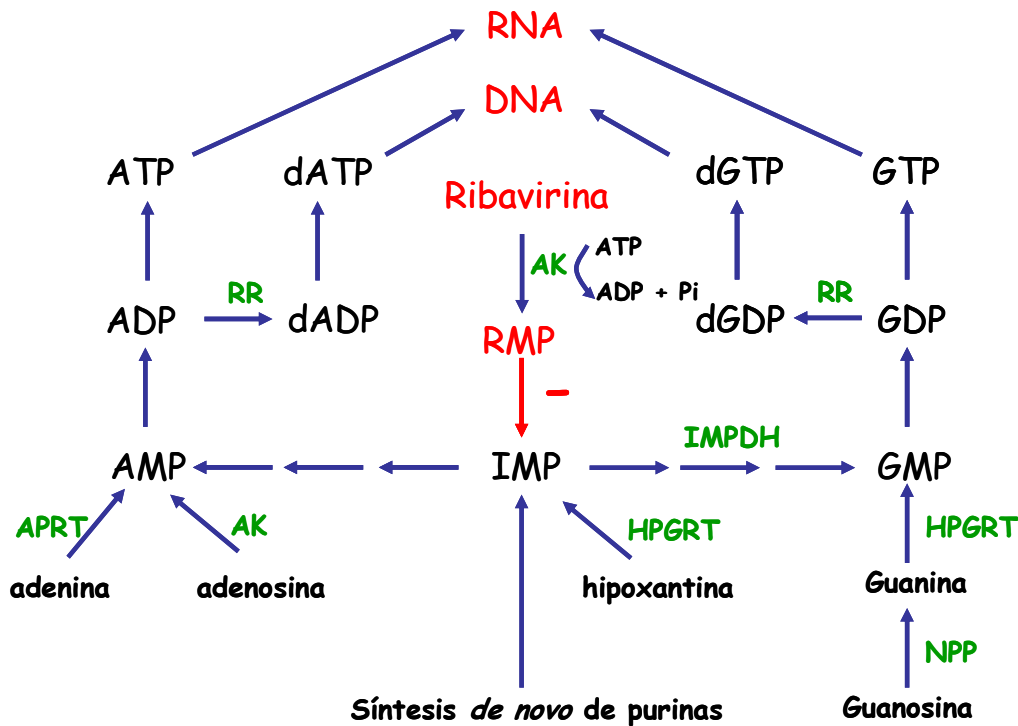 RNA
DNA
ATP
dATP
dGTP
GTP
Ribavirina
AK
ATP
ADP + Pi
RR
RR
ADP
dADP
dGDP
GDP
RMP
–
IMPDH
AMP
IMP
GMP
APRT
AK
HPGRT
HPGRT
adenina
adenosina
hipoxantina
Guanina
NPP
Síntesis de novo de purinas
Guanosina